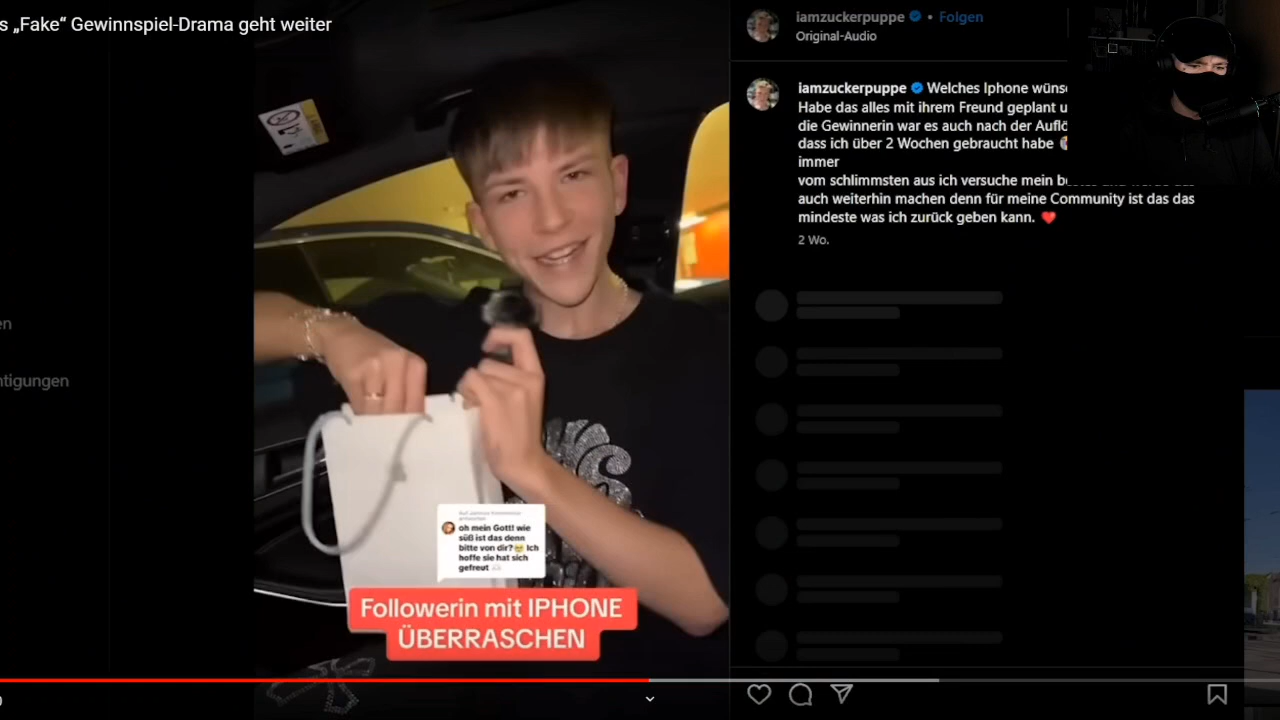 s „Fake“ Gewinnspiel-Drama geht weiter
iamzuckerpuppe • Folgen
Original-Audio
iamzuckerpuppe Welches Iphone wüns
Habe das alles mit ihrem Freund geplant u
die Gewinnerin war es auch nach der Auflö
dass ich über 2 Wochen gebraucht habe
immer
vom schlimmsten aus ich versuche mein
auch weiterhin machen denn für meine Community ist das das
mindeste was ich zurück geben kann. ❤️
2 Wo.
en
ntigungen
oh mein Gott! wie
süß ist das denn
bitte von dir?🥹 Ich
hoffe sie hat sich
gefreut
Followerin mit IPHONE
ÜBERRASCHEN